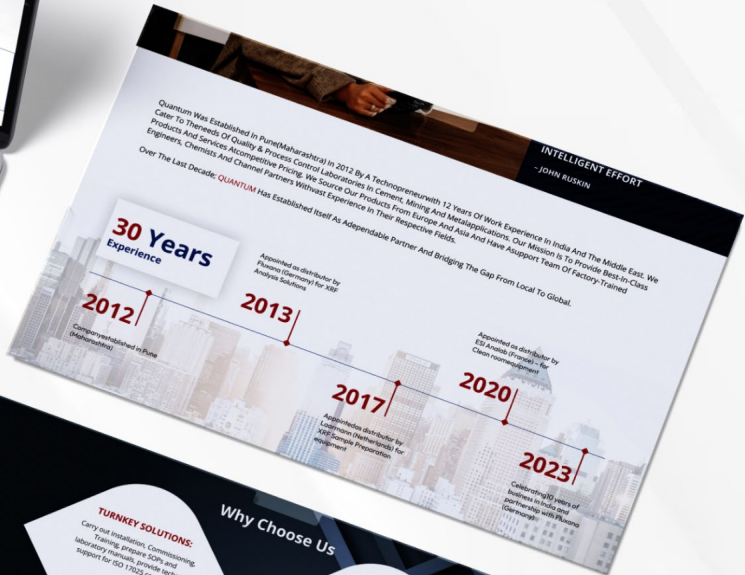 INTELLIGENT EFFORT
- JOHN RUSKIN
Quantum Was Established In Pune(Maharashtra) In 2012 By A Technopreneurwith 12 Years Of Work Experience In India And The Middle East. We
Cater To Theneeds Of Quality & Process Control Laboratories In Cement, Mining And Metalapplications, Our Mission Is To Provide Best-In-Class
Products And Services Atcompetitive Pricing. We Source Our Products From Europe And Asia And Have Asupport Team Of Factory-Trained
Engineers, Chemists And Channel Partners Withvast Experience In Their Respective Fields.
Over The Last Decade; QUANTUM Has Established Itself As Adependable Partner And Bridging The Gap From Local To Global.
30 Years
Experience
2012
Companyestablished in Pune
(Maharashtra)
Appointed as distributor by
Fluxana (Germany) for XRF
Analysis Solutions
2013
2017
Appointedas distributor by
Laarmann (Netherlands) for
XRF Sample Preparation
equipment
Appointed as distributor by
ESI Analab (France) – for
Clean roomequipment
2020
2023
Celebrating10 years of
business in India and
partnership with Fluxana
(Germany)
Why Choose Us
TURNKEY SOLUTIONS:
Carry out Installation, Commissioning,
Training, prepare SOPs and
laboratory manuals, provide
support for ISO 17025